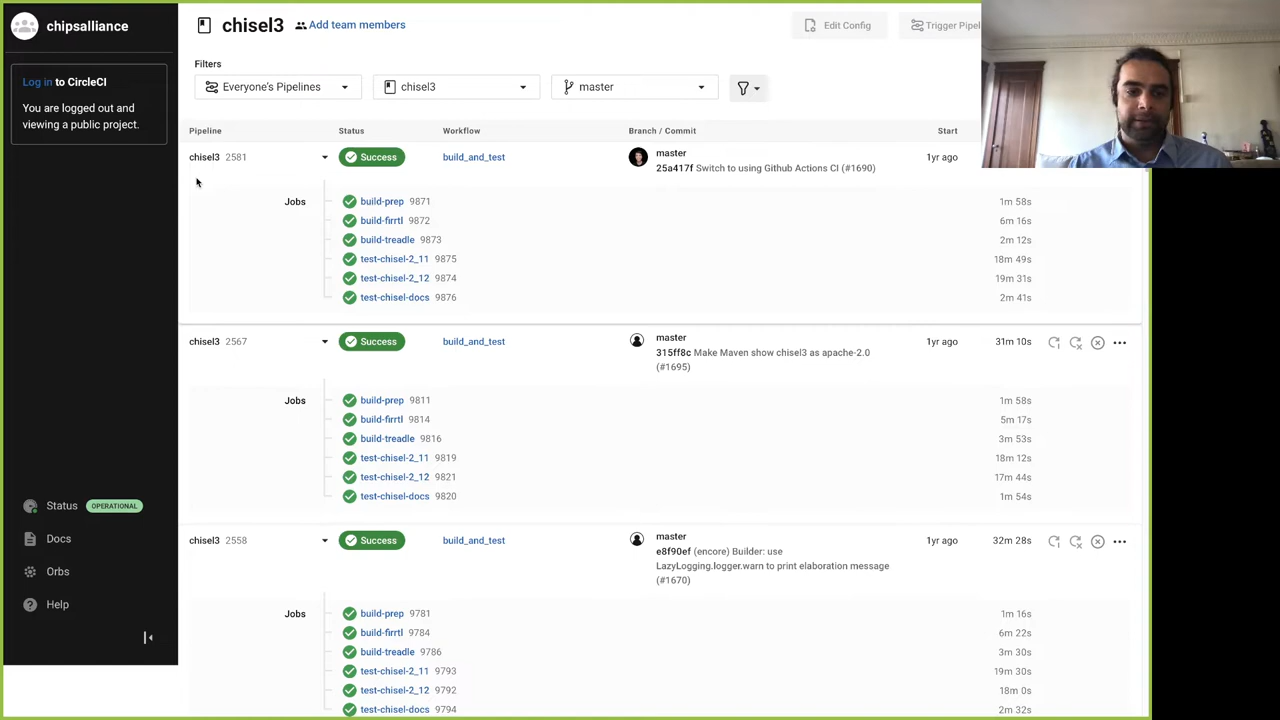 chipsalliance
Log in to CircleCI
You are logged out and
viewing a public project.
Status OPERATIONAL
Docs
Orbs
Help
chisel3 Add team members
Edit Config
Trigger Pipel
Filters
Everyone's Pipelines
chisel3
master
Pipeline Status Workflow Branch / Commit Start
chisel3 2581 Success build_and_test master 1yr ago
25a417f Switch to using Github Actions CI (#1690)
Jobs build-prep 9871 1m 58s
build-firrtl 9872 6m 16s
build-treadle 9873 2m 12s
test-chisel-2_11 9875 18m 49s
test-chisel-2_12 9874 19m 31s
test-chisel-docs 9876 2m 41s
chisel3 2567 Success build_and_test master 1yr ago 31m 10s
315ff8c Make Maven show chisel3 as apache-2.0
(#1695)
Jobs build-prep 9811 1m 58s
build-firrtl 9814 5m 17s
build-treadle 9816 3m 53s
test-chisel-2_11 9819 18m 12s
test-chisel-2_12 9821 17m 44s
test-chisel-docs 9820 1m 54s
chisel3 2558 Success build_and_test master 1yr ago 32m 28s
e8f90ef (encore) Builder: use
LazyLogging.logger.warn to print elaboration message
(#1670)
Jobs build-prep 9781 1m 16s
build-firrtl 9784 6m 22s
build-treadle 9786 3m 30s
test-chisel-2_11 9793 19m 30s
test-chisel-2_12 9792 18m 0s
test-chisel-docs 9794 2m 32s